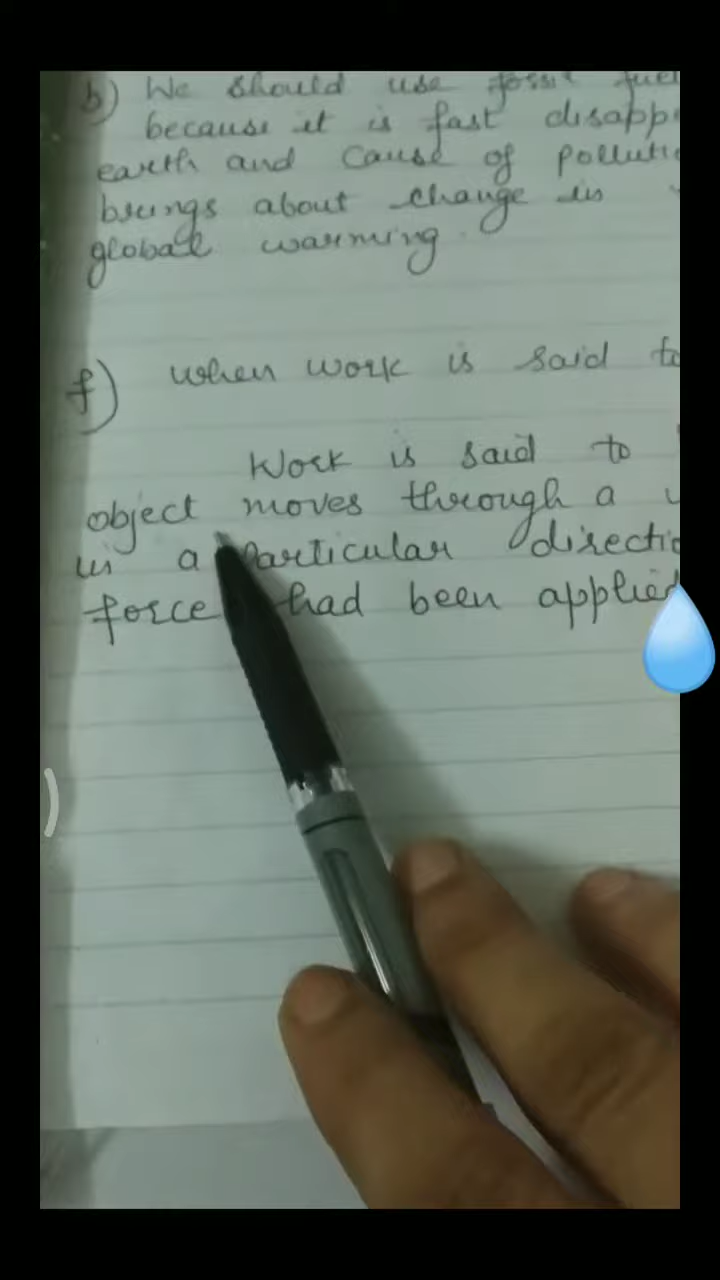 b) We should use fossil fuel
because it is fast disapp
earth and cause of polluti
brings about change in
global warming.
f) when work is said to
Work is said to
object moves through a
in a particular directi
force had been applied